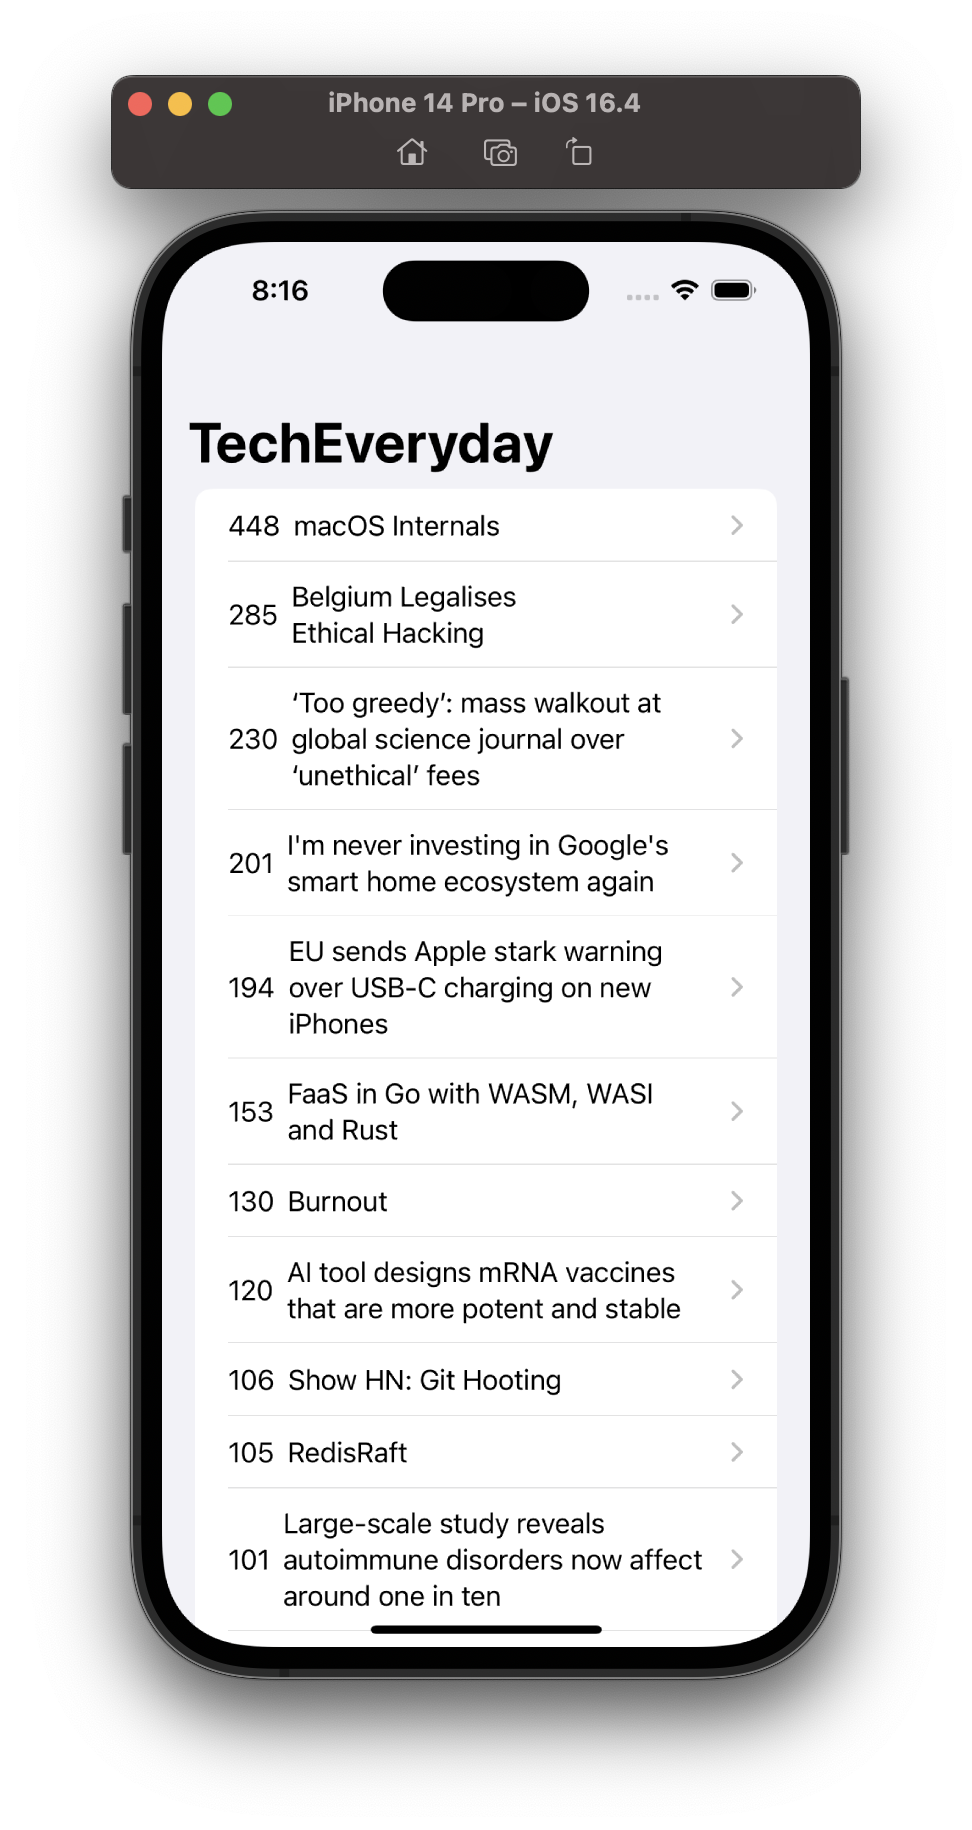 iPhone 14 Pro – iOS 16.4
8:16
TechEveryday
448 macOS Internals
Belgium Legalises
285
Ethical Hacking
‘Too greedy’: mass walkout at
230 global science journal over
‘unethical’ fees
I'm never investing in Google's
201
smart home ecosystem again
EU sends Apple stark warning
194 over USB-C charging on new
iPhones
FaaS in Go with WASM, WASI
153
and Rust
130 Burnout
AI tool designs mRNA vaccines
120
that are more potent and stable
106 Show HN: Git Hooting
105 RedisRaft
Large-scale study reveals
101 autoimmune disorders now affect
around one in ten